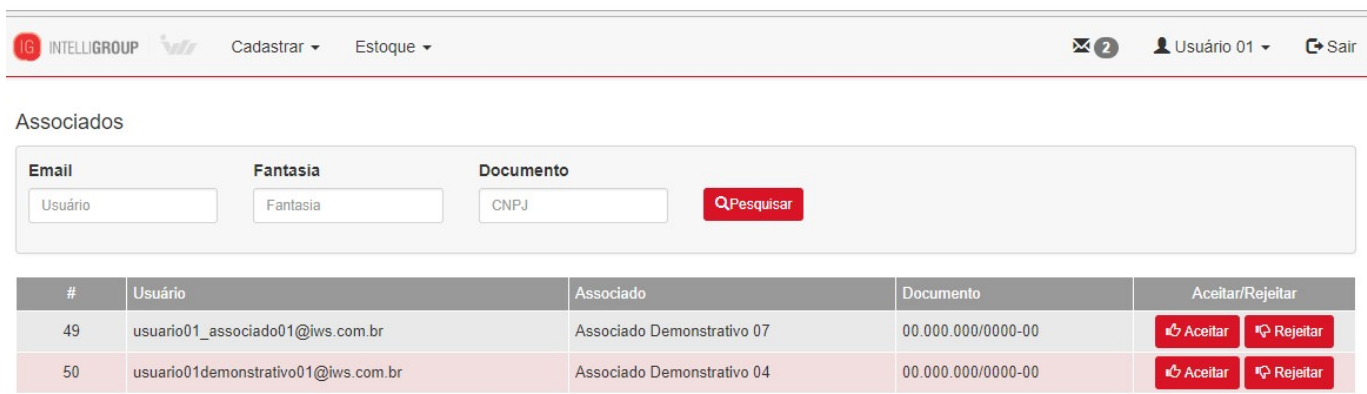 IG INTELLIGROUP Cadastrar Estoque 2 Usuário 01 Sair
Associados
Email Fantasia Documento
Usuário Fantasia CNPJ Pesquisar
# Usuário Associado Documento Aceitar/Rejeitar
49 usuario01_associado01@iws.com.br Associado Demonstrativo 07 00.000.000/0000-00 Aceitar Rejeitar
50 usuario01demonstrativo01@iws.com.br Associado Demonstrativo 04 00.000.000/0000-00 Aceitar Rejeitar